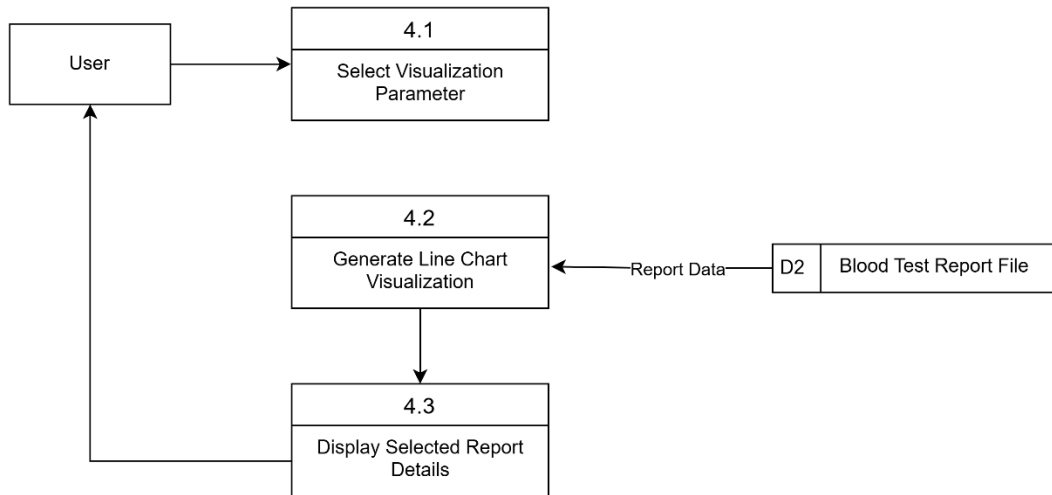 4.1
User
Select Visualization
Parameter
4.2
Generate Line Chart
Visualization
Report Data
D2
Blood Test Report File
4.3
Display Selected Report
Details